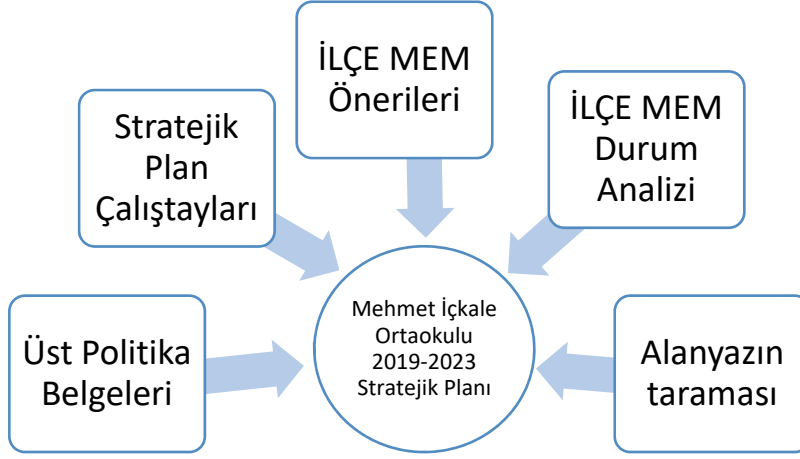 İLÇE MEM
Önerileri
Stratejik
Plan
Çalıştayları
İLÇE MEM
Durum
Analizi
Üst Politika
Belgeleri
Mehmet İçkale
Ortaokulu
2019-2023
Stratejik Planı
Alanyazın
taraması